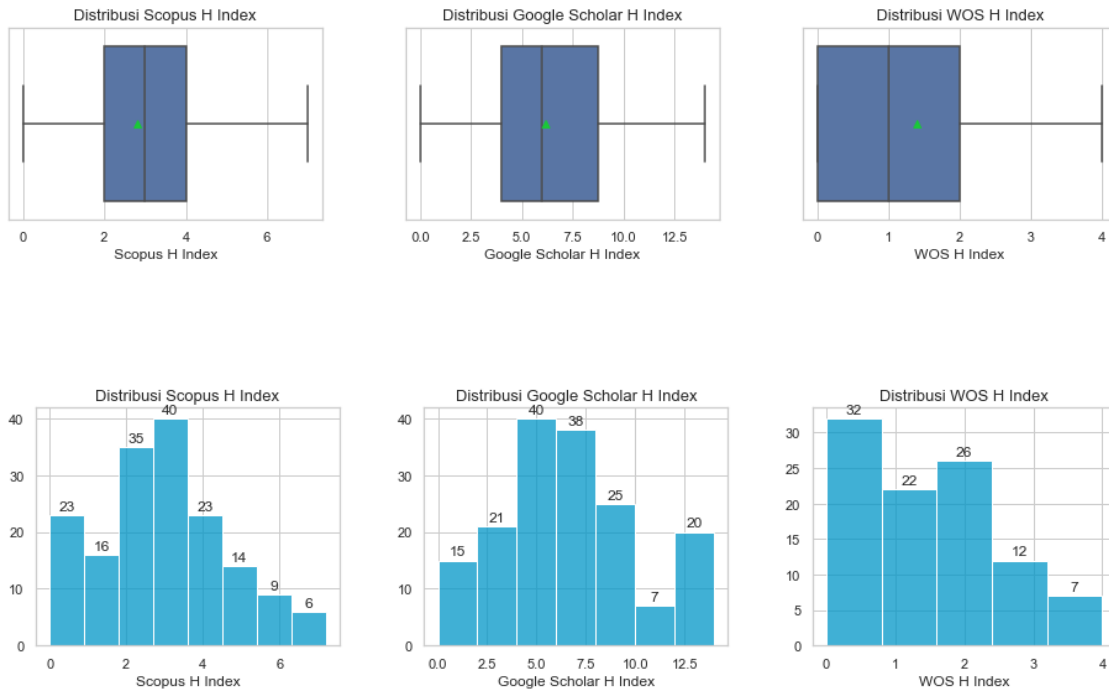 Distribusi Scopus H Index
Distribusi Google Scholar H Index
Distribusi WOS H Index
0 2 4 6
0.0 2.5 5.0 7.5 10.0 12.5
0 1 2 3 4
Scopus H Index
Google Scholar H Index
WOS H Index
Distribusi Scopus H Index
Distribusi Google Scholar H Index
Distribusi WOS H Index
40
30
20
10
0
23 16 35 40 23 14 9 6
0 2 4 6
Scopus H Index
40
30
20
10
0
15 21 40 38 25 7 20
0.0 2.5 5.0 7.5 10.0 12.5
Google Scholar H Index
30
25
20
15
10
5
0
32 22 26 12 7
0 1 2 3 4
WOS H Index